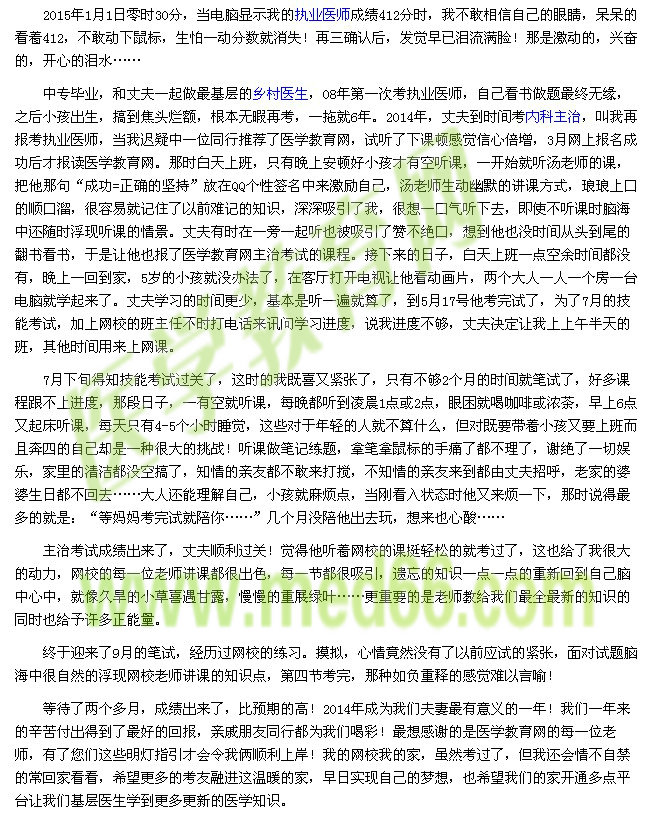 2015年1月1日零时30分，当电脑显示我的执业医师成绩412分时，我不敢相信自己的眼睛，呆呆的
看着412，不敢动下鼠标，生怕一动分数就消失！再三确认后，发觉早已泪流满脸！那是激动的，兴奋
的，开心的泪水……
中专毕业，和丈夫一起做最基层的乡村医生，08年第一次考执业医师，自己看书做题最终无缘，
之后小孩出生，搞到焦头烂额，根本无暇再考，一拖就6年。2014年，丈夫到时间考内科主治，叫我再
报考执业医师，当我迟疑中一位同行推荐了医学教育网，试听了下课顿感觉信心倍增，3月网上报名成
功后才报读医学教育网。那时白天上班，只有晚上安顿好小孩才有空听课，一开始就听汤老师的课，
把他那句“成功=正确的坚持”放在QQ个性签名中来激励自己，汤老师生动幽默的讲课方式，琅琅上口
的顺口溜，很容易就记住了以前难记的知识，深深吸引了我，很想一口气听下去，即使不听课时脑海
中还随时浮现听课的情景。丈夫有时在一旁一起听也被吸引了赞不绝口，想到他也没时间从头到尾的
翻书看书，于是让他也报了医学教育网主治考试的课程。接下来的日子，白天上班一点空余时间都没
有，晚上一回到家，5岁的小孩就没办法了，在客厅打开电视让他看动画片，两个大人一人一个房一台
电脑就学起来了。丈夫学习的时间更少，基本是听一遍就算了，到5月17号他考完试了，为了7月的技
能考试，加上网校的班主任不时打电话来讯问学习进度，说我进度不够，丈夫决定让我上上午半天的
班，其他时间用来上网课。
7月下旬得知技能考试过关了，这时的我既喜又紧张了，只有不够2个月的时间就笔试了，好多课
程跟不上进度，那段日子，一有空就听课，每晚都听到凌晨1点或2点，眼困就喝咖啡或浓茶，早上6点
又起床听课，每天只有4-5个小时睡觉，这些对于年轻的人就不算什么，但对既要带着小孩又要上班而
且奔四的自己却是一种很大的挑战！听课做笔记练题，拿笔拿鼠标的手痛了都不理了，谢绝了一切娱
乐，家里的清洁都没空搞了，知情的亲友都不敢来打搅，不知情的亲友来到都由丈夫招呼，老家的婆
婆生日都不回去……大人还能理解自己，小孩就麻烦点，当刚看入状态时他又来烦一下，那时说得最
多的就是：“等妈妈考完试就陪你……”几个月没陪他出去玩，想来也心酸……
主治考试成绩出来了，丈夫顺利过关！觉得他听着网校的课挺轻松的就考过了，这也给了我很大
的动力，网校的每一位老师讲课都很出色，每一节都很吸引，遗忘的知识一点一点的重新回到自己脑
中心中，就像久旱的小草喜遇甘露，慢慢的重展绿叶……更重要的是老师教给我们最全最新的知识的
同时也给予许多正能量。
终于迎来了9月的笔试，经历过网校的练习。摸拟，心情竟然没有了以前应试的紧张，面对试题脑
海中很自然的浮现网校老师讲课的知识点，第四节考完，那种如负重释的感觉难以言喻！
等待了两个多月，成绩出来了，比预期的高！2014年成为我们夫妻最有意义的一年！我们一年来
的辛苦付出得到了最好的回报，亲戚朋友同行都为我们喝彩！最想感谢的是医学教育网的每一位老
师，有了您们这些明灯指引才会令我俩顺利上岸！我的网校我的家，虽然考过了，但我还会情不自禁
的常回家看看，希望更多的考友融进这温暖的家，早日实现自己的梦想，也希望我们的家开通多点平
台让我们基层医生学到更多更新的医学知识。
医学教育网
www.med66.com